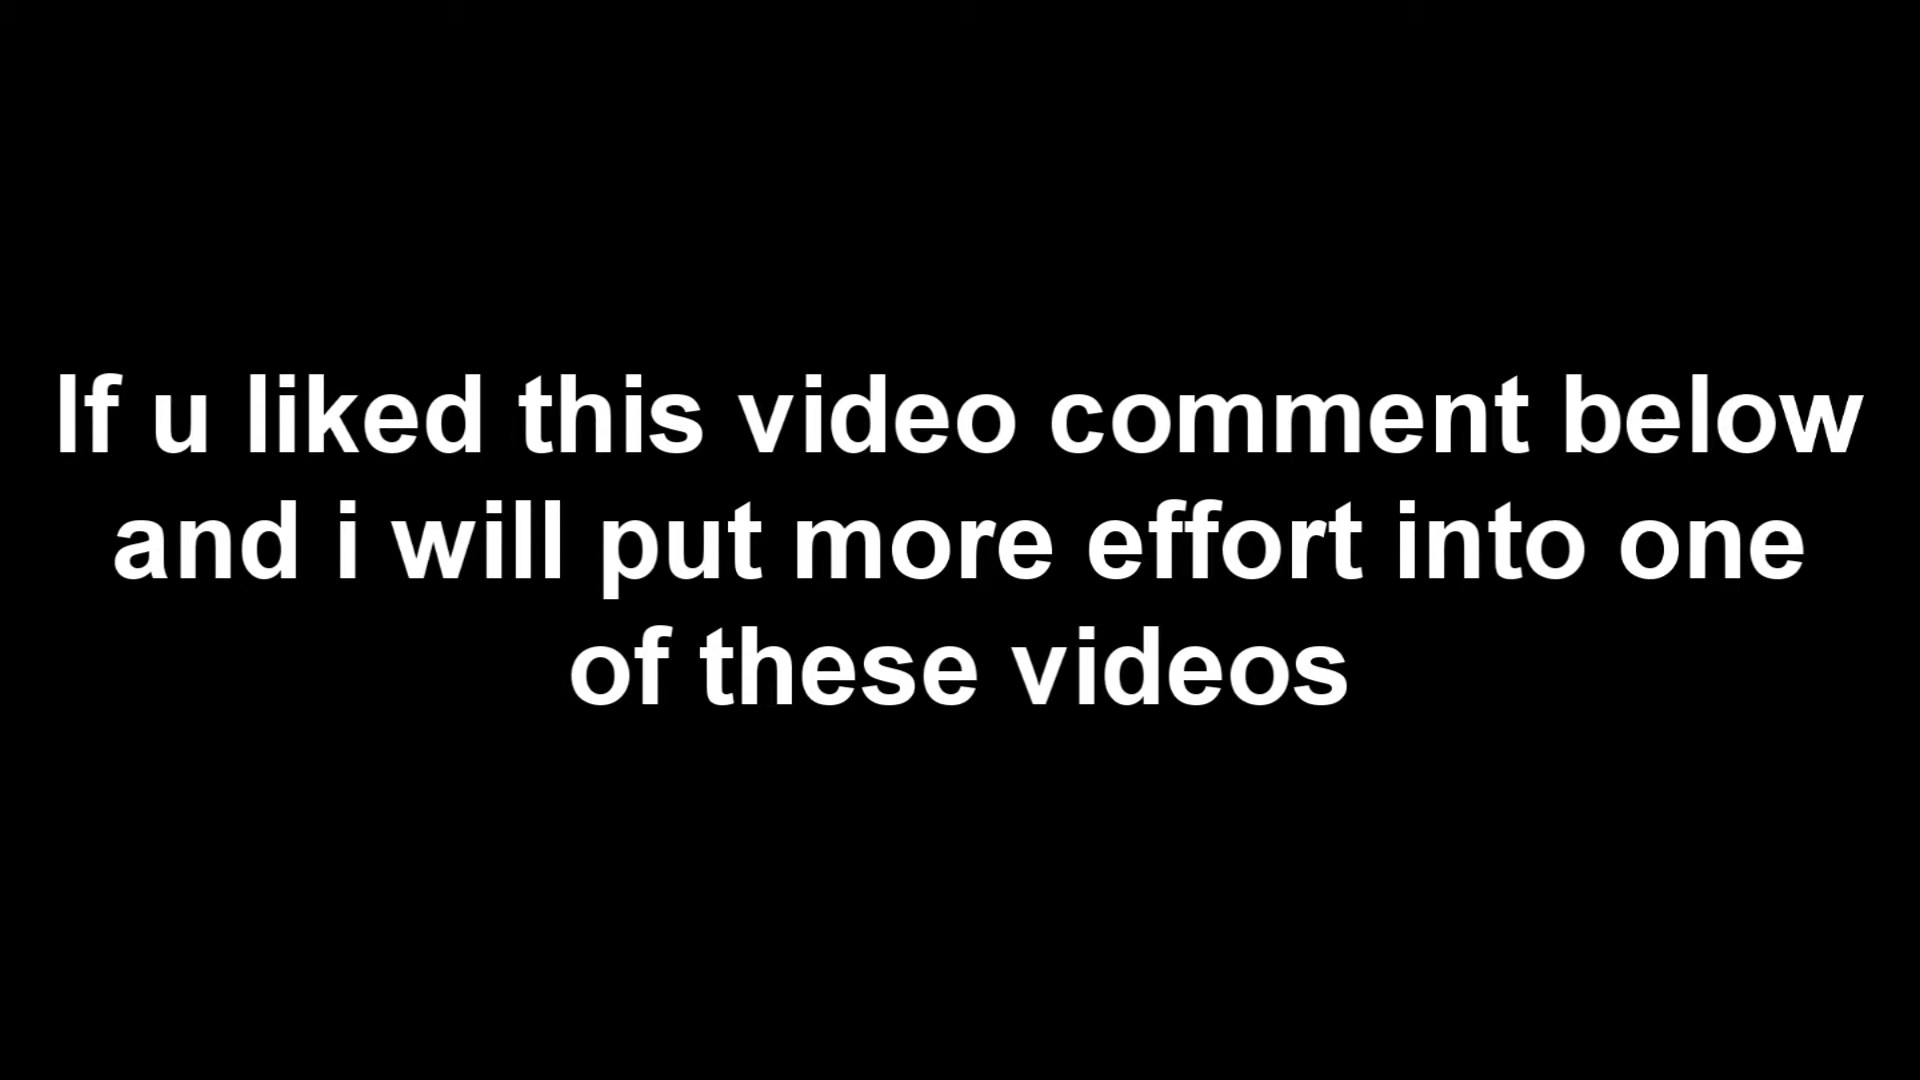 If u liked this video comment below
and i will put more effort into one
of these videos